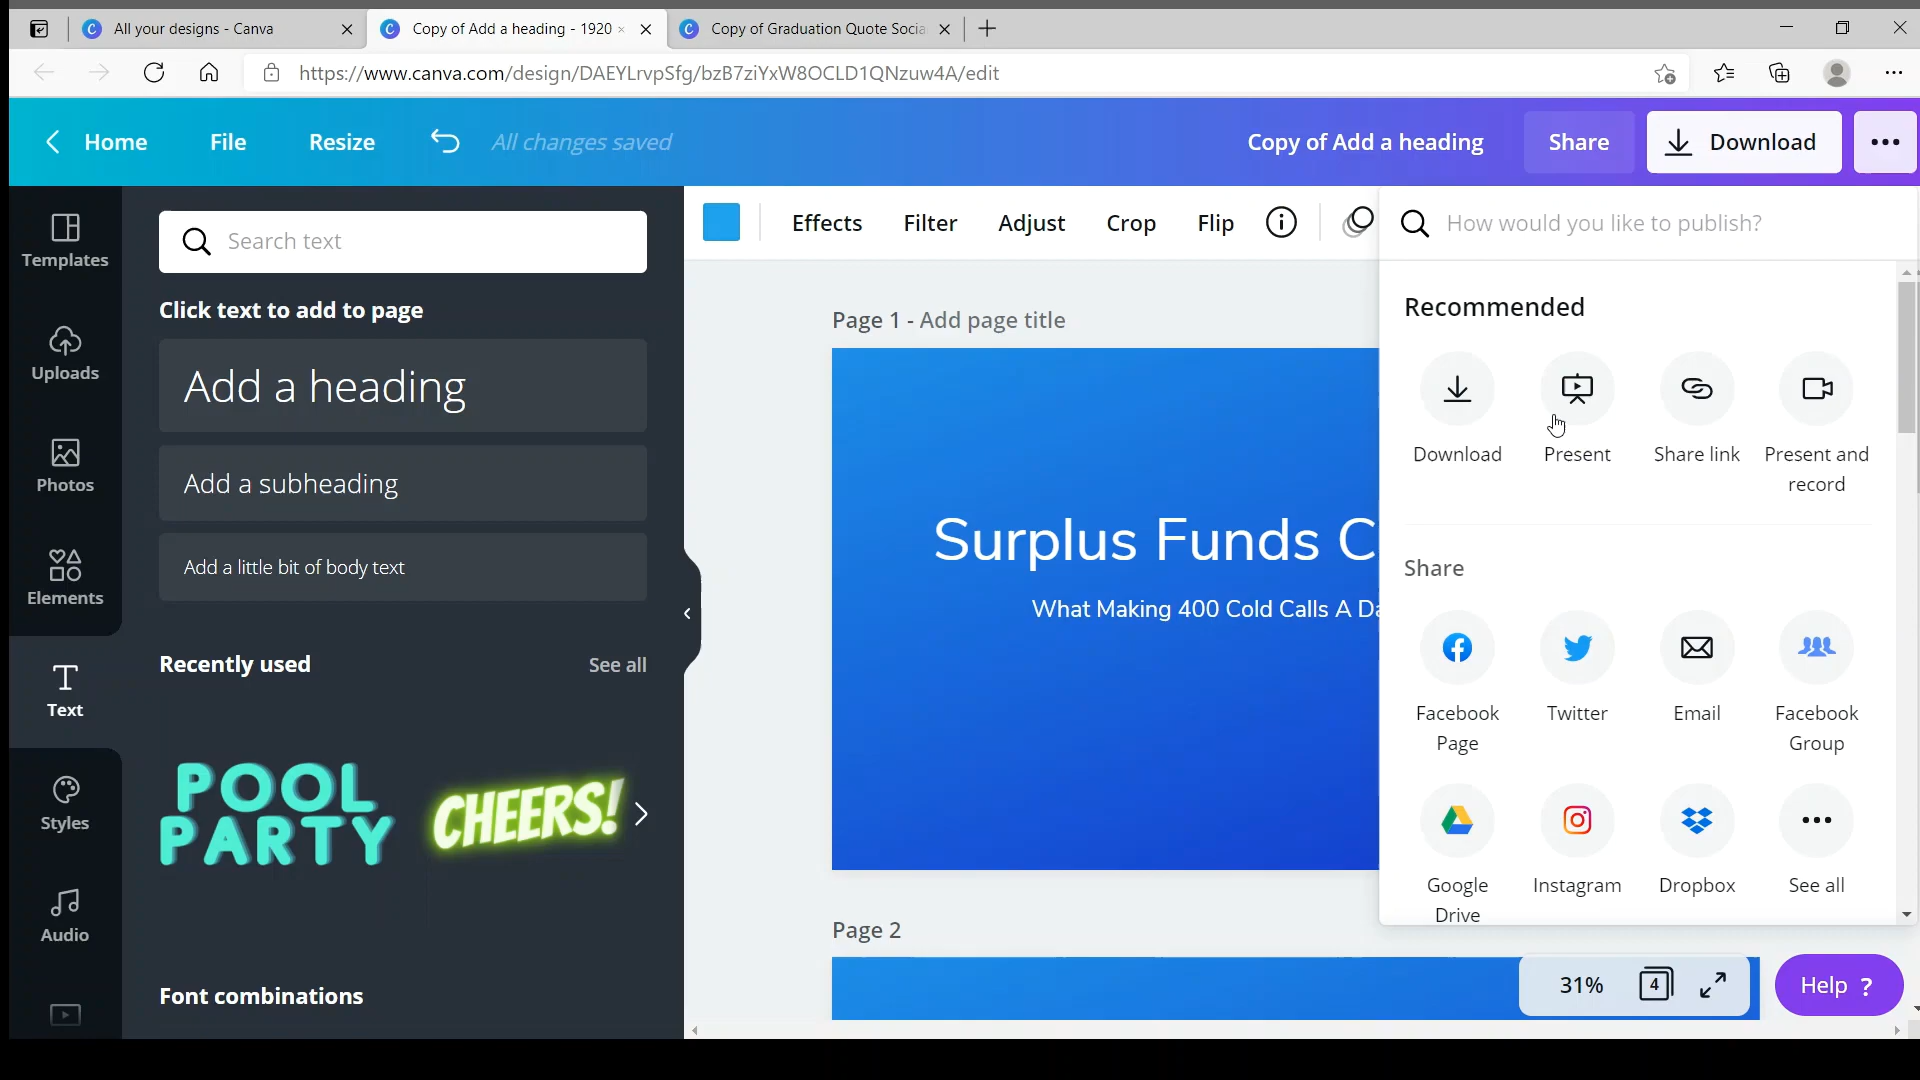 All your designs - Canva
Copy of Add a heading - 1920
Copy of Graduation Quote Socia
https://www.canva.com/design/DAEYLrvpSfg/bzB7ziYxW8OCLD1QNzuw4A/edit
Home
File
Resize
All changes saved
Copy of Add a heading
Share
Download
Templates
Uploads
Photos
Elements
Text
Styles
Audio
Search text
Click text to add to page
Add a heading
Add a subheading
Add a little bit of body text
Recently used
See all
POOL
PARTY
CHEERS!
Font combinations
Effects
Filter
Adjust
Crop
Flip
Page 1 - Add page title
Surplus Funds C
What Making 400 Cold Calls A Da
Page 2
How would you like to publish?
Recommended
Download
Present
Share link
Present and
record
Share
Facebook
Page
Twitter
Email
Facebook
Group
Google
Drive
Instagram
Dropbox
See all
31%
4
Help ?